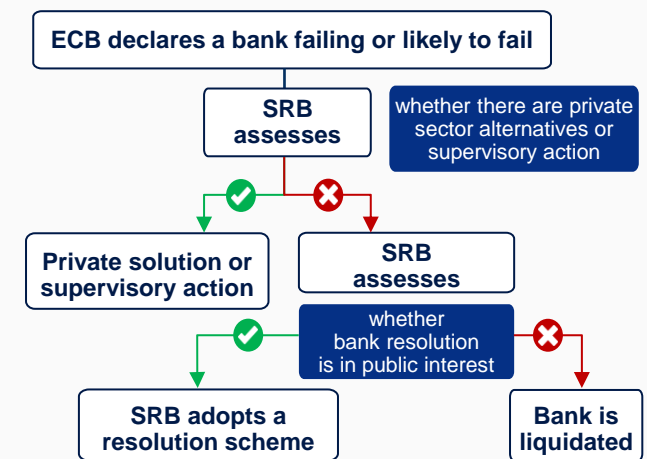 ECB declares a bank failing or likely to fail
SRB
assesses
whether there are private
sector alternatives or
supervisory action
Private solution or
supervisory action
SRB
assesses
whether
bank resolution
is in public interest
SRB adopts a
resolution scheme
Bank is
liquidated